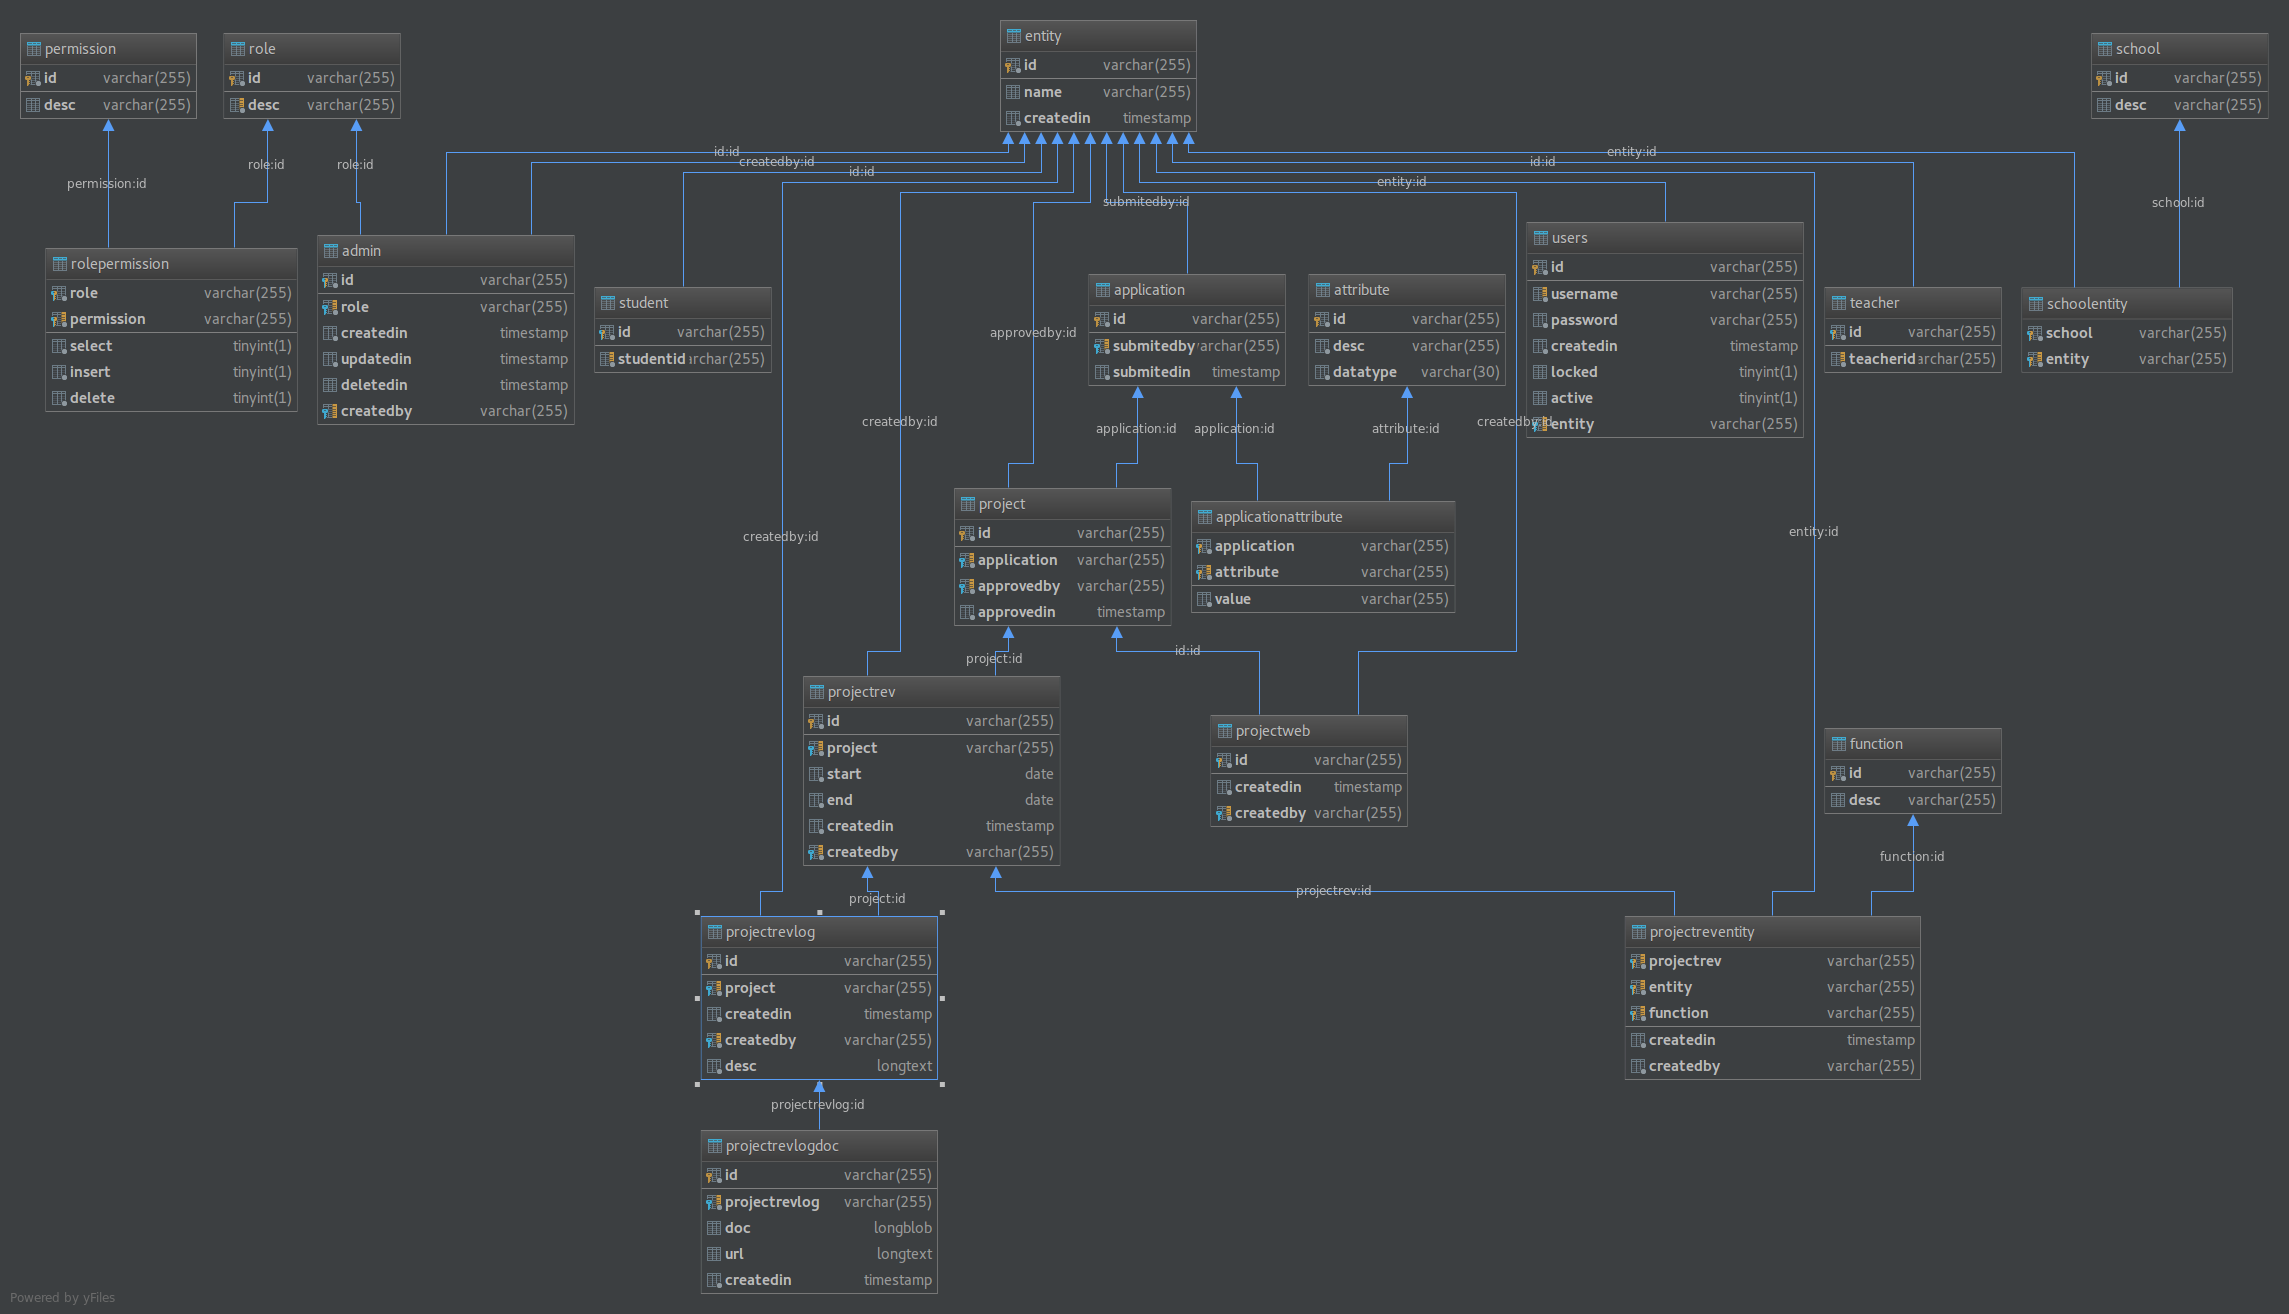 permission
id varchar(255)
desc varchar(255)
role
id varchar(255)
desc varchar(255)
entity
id varchar(255)
name varchar(255)
createdin timestamp
school
id varchar(255)
desc varchar(255)
id:id
createdby:id
id:id
entity:id
id:id
entity:id
role:id
role:id
permission:id
submitedby:id
school:id
rolepermission
role varchar(255)
permission varchar(255)
select tinyint(1)
insert tinyint(1)
delete tinyint(1)
admin
id varchar(255)
role varchar(255)
createdin timestamp
updatedin timestamp
deletedin timestamp
createdby varchar(255)
student
id varchar(255)
studentid archar(255)
application
id varchar(255)
submitedby archar(255)
submitedin timestamp
attribute
id varchar(255)
desc varchar(255)
datatype varchar(30)
users
id varchar(255)
username varchar(255)
password varchar(255)
createdin timestamp
locked tinyint(1)
active tinyint(1)
entity varchar(255)
teacher
id varchar(255)
teacherid archar(255)
schoolentity
school varchar(255)
entity varchar(255)
approvedby:id
createdby:id
application:id
application:id
attribute:id
createdby:id
createdby:id
entity:id
project
id varchar(255)
application varchar(255)
approvedby varchar(255)
approvedin timestamp
applicationattribute
application varchar(255)
attribute varchar(255)
value varchar(255)
project:id
id:id
projectrev
id varchar(255)
project varchar(255)
start date
end date
createdin timestamp
createdby varchar(255)
projectweb
id varchar(255)
createdin timestamp
createdby varchar(255)
function
id varchar(255)
desc varchar(255)
function:id
project:id
projectrev:id
projectrevlog
id varchar(255)
project varchar(255)
createdin timestamp
createdby varchar(255)
desc longtext
projectreventity
projectrev varchar(255)
entity varchar(255)
function varchar(255)
createdin timestamp
createdby varchar(255)
projectrevlog:id
projectrevlogdoc
id varchar(255)
projectrevlog varchar(255)
doc longblob
url longtext
createdin timestamp
Powered by yFiles